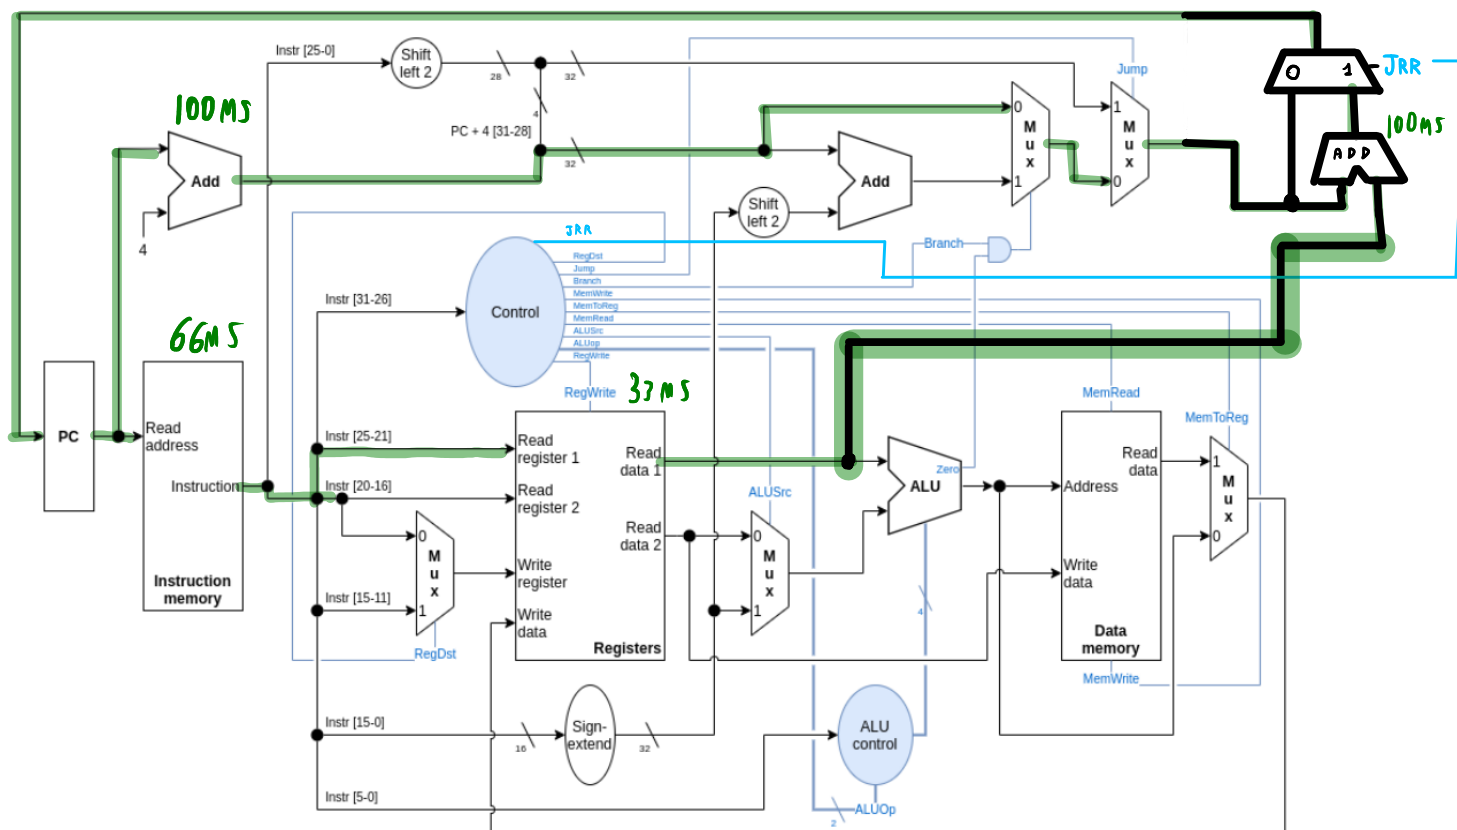 Instr [25-0]
Shift
left 2
28
32
4
PC + 4 [31-28]
32
100MS
Add
4
Shift
left 2
Add
0
M
u
x
1
Jump
1
M
u
x
0
0 1
JRR
ADD
100MS
JRR
Branch
RegDst
Jump
Branch
MemWrite
MemToReg
MemRead
ALUSrc
ALUop
RegWrite
Control
Instr [31-26]
66MS
RegWrite
33MS
MemRead
MemToReg
PC
Read
address
Instruction
Instruction
memory
Instr [25-21]
Instr [20-16]
Instr [15-11]
0
M
u
x
1
RegDst
Read
register 1
Read
register 2
Write
register
Write
data
Read
data 1
Read
data 2
Registers
ALUSrc
0
M
u
x
1
Zero
ALU
4
Address
Read
data
Write
data
Data
memory
MemWrite
1
M
u
x
0
Instr [15-0]
16
Sign-
extend
32
ALU
control
Instr [5-0]
2
ALUOp